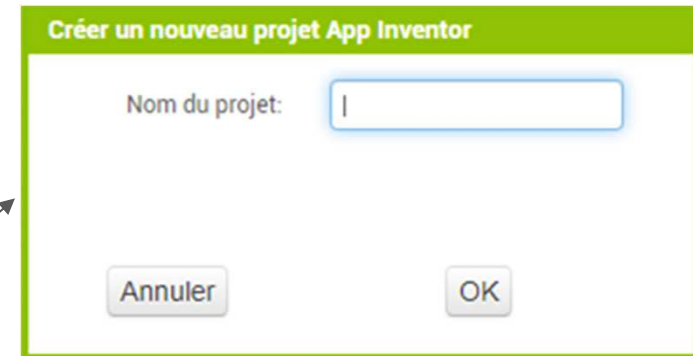 Créer un nouveau projet App Inventor
Nom du projet:
Annuler OK